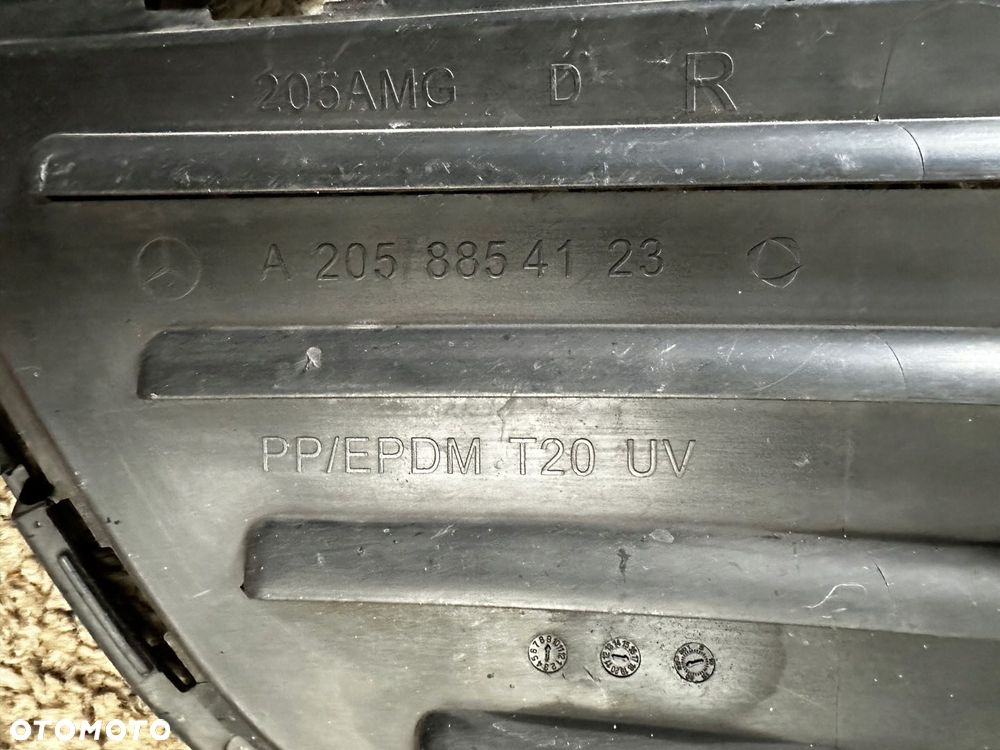 205AMG D R
A 205 885 41 23
PP/EPDM T20 UV
OTOMOTO